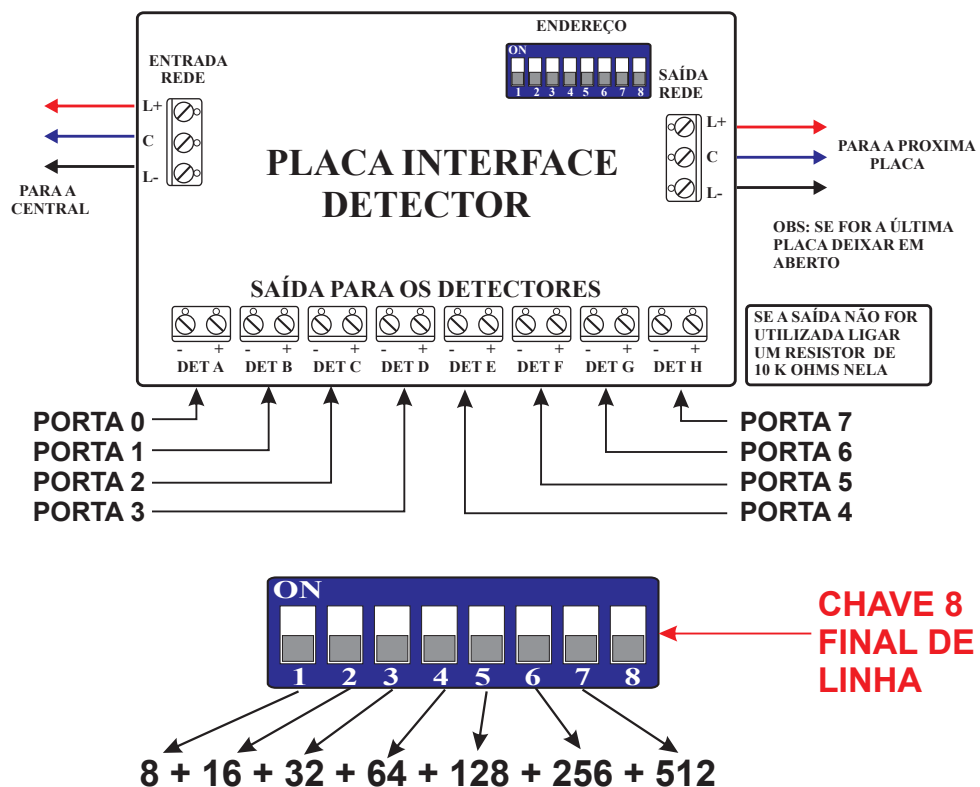 ENDEREÇO
ON
1 2 3 4 5 6 7 8
ENTRADA
REDE
SAÍDA
REDE
L+
C
L-
L+
C
L-
PARA A
CENTRAL
PARA A PROXIMA
PLACA
PLACA INTERFACE
DETECTOR
OBS: SE FOR A ÚLTIMA
PLACA DEIXAR EM
ABERTO
SAÍDA PARA OS DETECTORES
- + - + - + - + - + - + - + - +
DET A DET B DET C DET D DET E DET F DET G DET H
SE A SAÍDA NÃO FOR
UTILIZADA LIGAR
UM RESISTOR DE
10 K OHMS NELA
PORTA 0
PORTA 1
PORTA 2
PORTA 3
PORTA 7
PORTA 6
PORTA 5
PORTA 4
ON
1 2 3 4 5 6 7 8
CHAVE 8
FINAL DE
LINHA
8 + 16 + 32 + 64 + 128 + 256 + 512